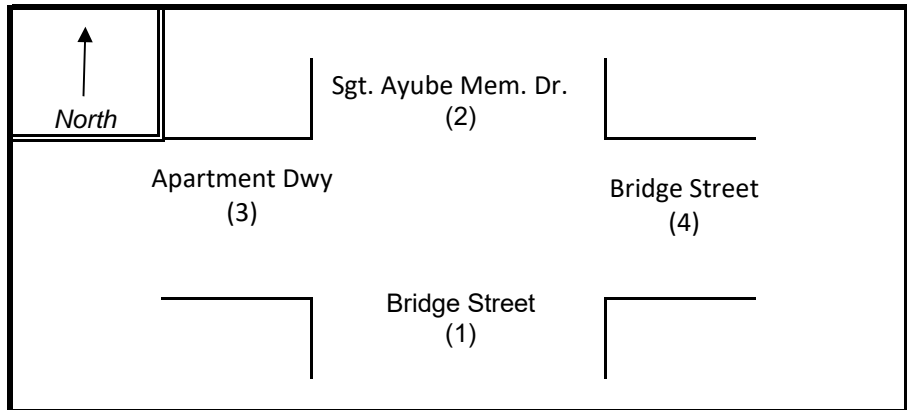 North
Sgt. Ayube Mem. Dr.
(2)
Apartment Dwy
(3)
Bridge Street
(4)
Bridge Street
(1)